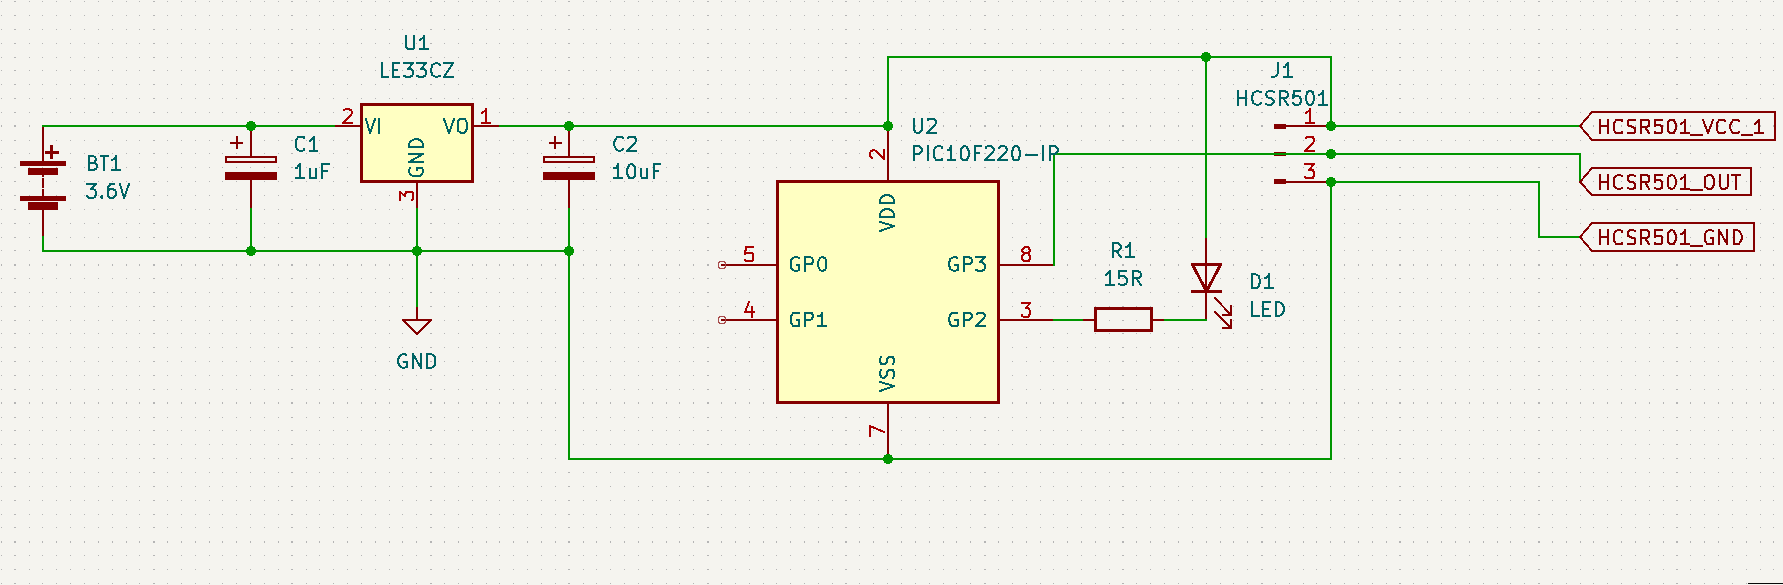 U1
LE33CZ
2
VI
VO
1
GND
3
+
C1
1uF
+
C2
10uF
+
BT1
3.6V
GND
U2
PIC10F220-IP
2
VDD
5
GP0
4
GP1
GP3
8
GP2
3
VSS
7
R1
15R
D1
LED
J1
HCSR501
1
2
3
HCSR501_VCC_1
HCSR501_OUT
HCSR501_GND